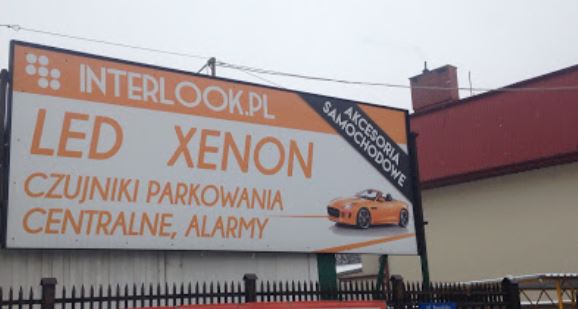 INTERLOOK.PL
AKCESORIA
SAMOCHODOWE
LED XENON
CZUJNIKI PARKOWANIA
CENTRALNE, ALARMY